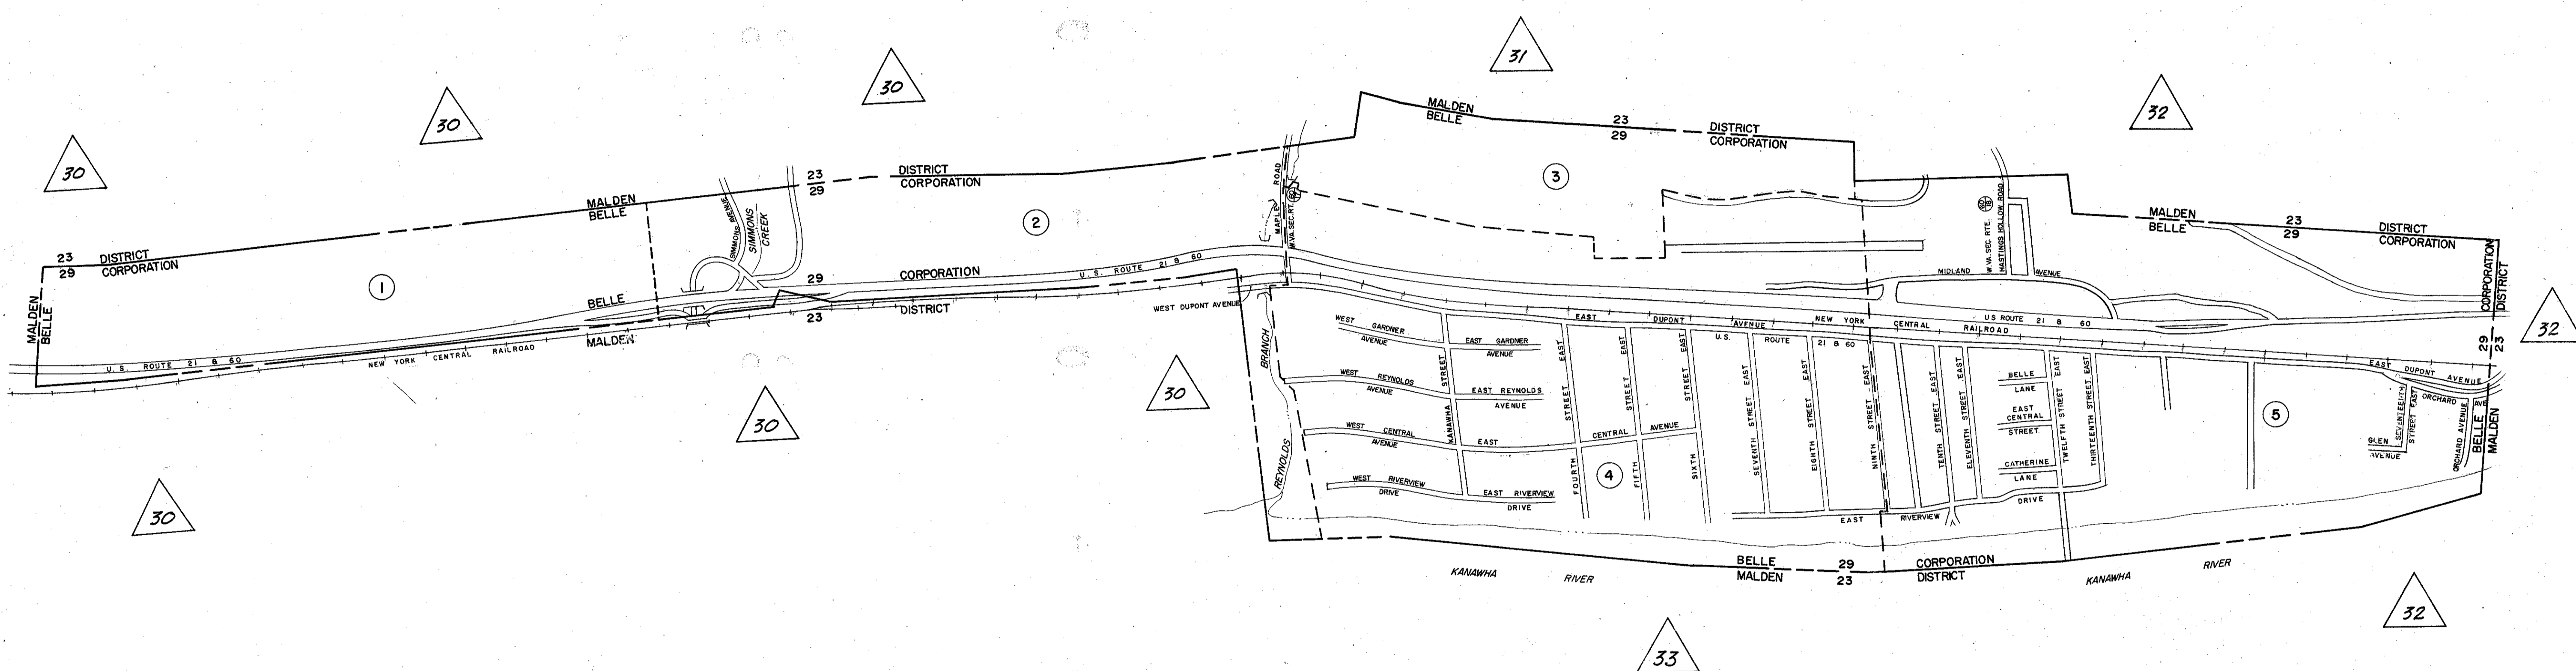 31
30
32
30
30
MALDEN
BELLE
23
29
DISTRICT
CORPORATION
3
MAPLE ROAD
W.VA. SEC. RT.
60
SIMMONS AVENUE
SIMMONS
CREEK
23
29
DISTRICT
CORPORATION
2
MALDEN
BELLE
23
29
DISTRICT
CORPORATION
1
MALDEN
BELLE
W.VA. SEC. RTE.
HASTINGS HOLLOW ROAD
60
MALDEN
BELLE
23
29
DISTRICT
CORPORATION
CORPORATION
DISTRICT
MIDLAND AVENUE
BELLE
29
CORPORATION
U. S. ROUTE 21 & 60
MALDEN
23
DISTRICT
U. S. ROUTE 21 & 60
NEW YORK CENTRAL RAILROAD
WEST DUPONT AVENUE
EAST DUPONT AVENUE
NEW YORK CENTRAL RAILROAD
US ROUTE 21 & 60
U.S. ROUTE 21 & 60
29
23
32
WEST GARDNER
AVENUE
EAST GARDNER
AVENUE
WEST REYNOLDS
AVENUE
EAST REYNOLDS
AVENUE
WEST CENTRAL
AVENUE
EAST CENTRAL AVENUE
WEST RIVERVIEW
DRIVE
EAST RIVERVIEW
DRIVE
REYNOLDS BRANCH
KANAWHA STREET
FOURTH STREET EAST
FIFTH STREET EAST
SIXTH STREET EAST
SEVENTH STREET EAST
EIGHTH STREET EAST
NINTH STREET EAST
TENTH STREET EAST
ELEVENTH STREET EAST
TWELFTH STREET EAST
THIRTEENTH STREET EAST
BELLE
LANE
EAST
CENTRAL
STREET
CATHERINE
LANE
EAST RIVERVIEW DRIVE
EAST DUPONT AVENUE
SEVENTEENTH
STREET EAST
ORCHARD AVE
ORCHARD AVENUE
GLEN
AVENUE
BELLE
MALDEN
4
5
30
30
30
BELLE
MALDEN
29
23
CORPORATION
DISTRICT
KANAWHA RIVER
KANAWHA RIVER
32
33